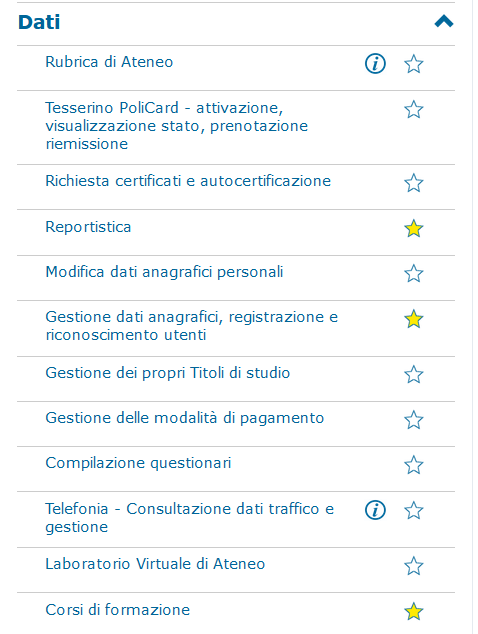 Dati
Rubrica di Ateneo
Tesserino PoliCard - attivazione,
visualizzazione stato, prenotazione
riemissione
Richiesta certificati e autocertificazione
Reportistica
Modifica dati anagrafici personali
Gestione dati anagrafici, registrazione e
riconoscimento utenti
Gestione dei propri Titoli di studio
Gestione delle modalità di pagamento
Compilazione questionari
Telefonia - Consultazione dati traffico e
gestione
Laboratorio Virtuale di Ateneo
Corsi di formazione